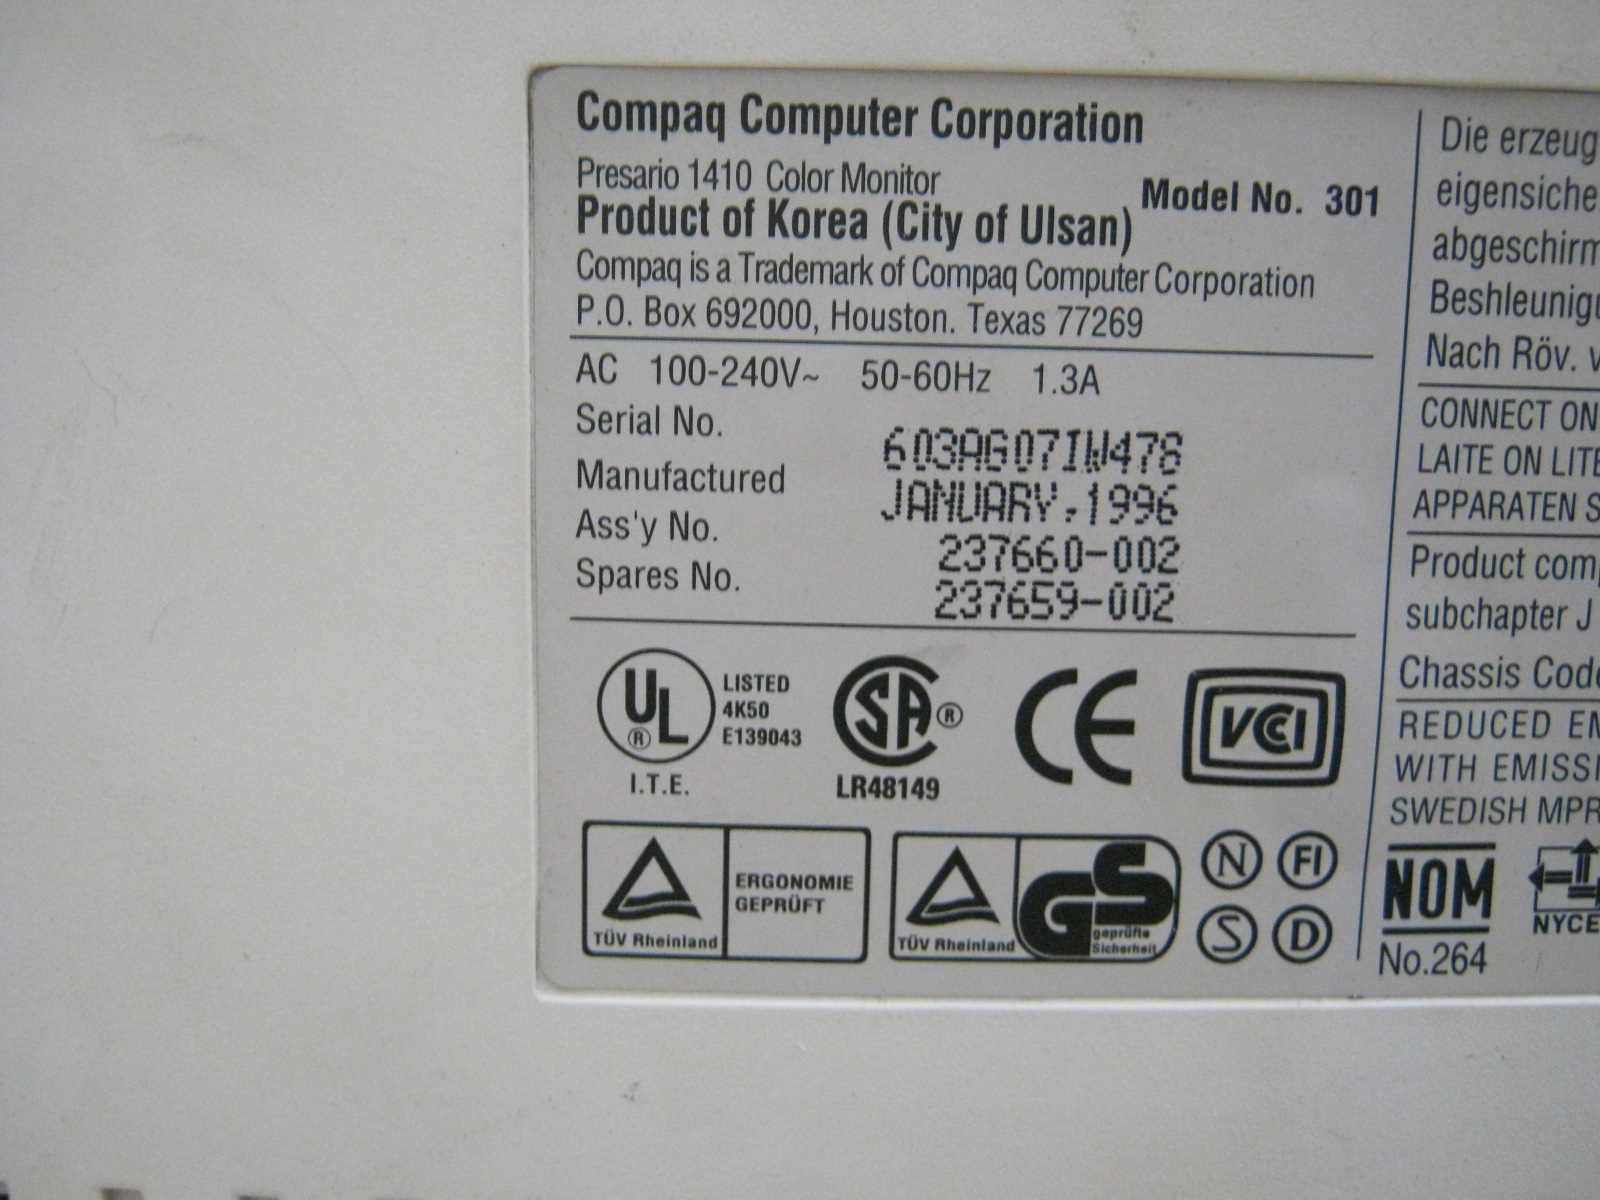 Compaq Computer Corporation
Presario 1410 Color Monitor
Model No. 301
Product of Korea (City of Ulsan)
Compaq is a Trademark of Compaq Computer Corporation
P.O. Box 692000, Houston. Texas 77269
AC 100-240V~ 50-60Hz 1.3A
Serial No. 603AG07IW478
Manufactured JANUARY,1996
Ass'y No. 237660-002
Spares No. 237659-002
UL ®
LISTED
4K50
E139043
I.T.E.
SA ®
LR48149
CE
VCCI
TÜV Rheinland
ERGONOMIE
GEPRÜFT
TÜV Rheinland
GS
geprüfte
Sicherheit
N FI
S D
Die erzeug
eigensiche
abgeschirm
Beshleunigu
Nach Röv. v
CONNECT ON
LAITE ON LITE
APPARATEN S
Product comp
subchapter J
Chassis Code
REDUCED EM
WITH EMISSI
SWEDISH MPR
NOM
No.264
NYCE